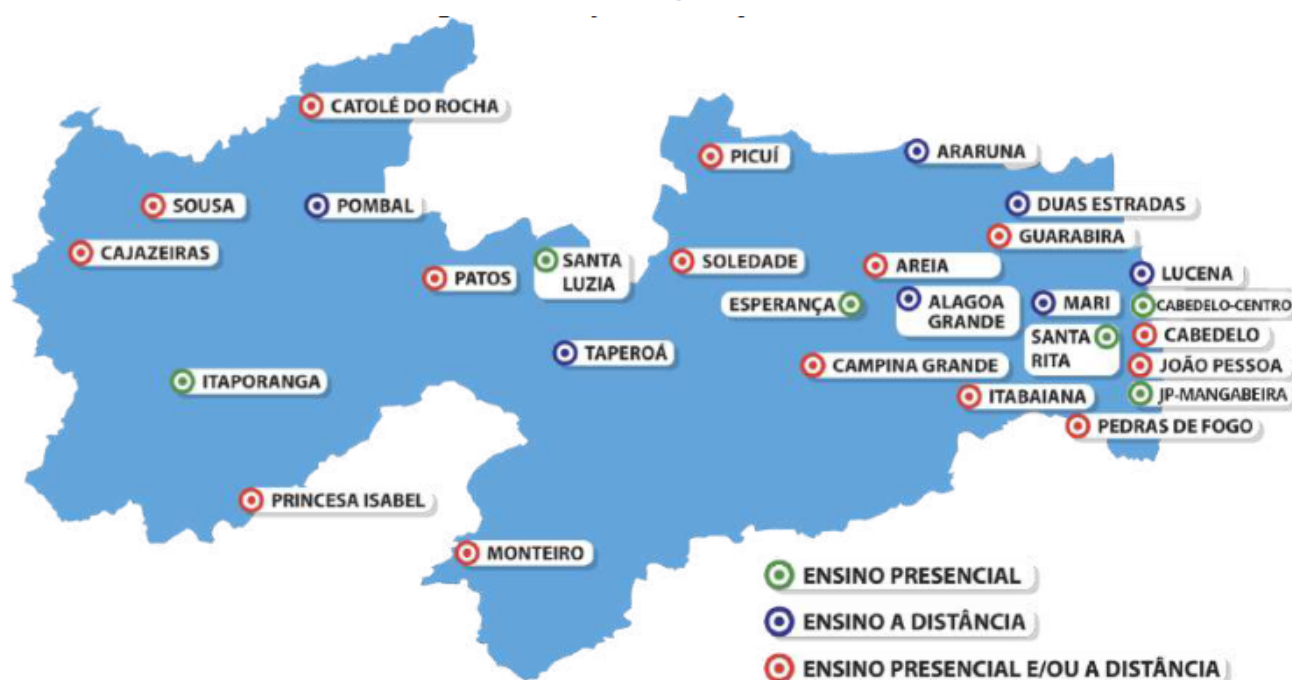 CATOLÉ DO ROCHA
PICUÍ
ARARUNA
SOUSA
POMBAL
DUAS ESTRADAS
GUARABIRA
CAJAZEIRAS
PATOS
SANTA
LUZIA
SOLEDADE
AREIA
LUCENA
ESPERANÇA
ALAGOA
GRANDE
MARI
CABEDELO-CENTRO
SANTA
RITA
CABEDELO
TAPEROÁ
CAMPINA GRANDE
JOÃO PESSOA
ITAPORANGA
ITABAIANA
JP-MANGABEIRA
PEDRAS DE FOGO
PRINCESA ISABEL
MONTEIRO
ENSINO PRESENCIAL
ENSINO A DISTÂNCIA
ENSINO PRESENCIAL E/OU A DISTÂNCIA